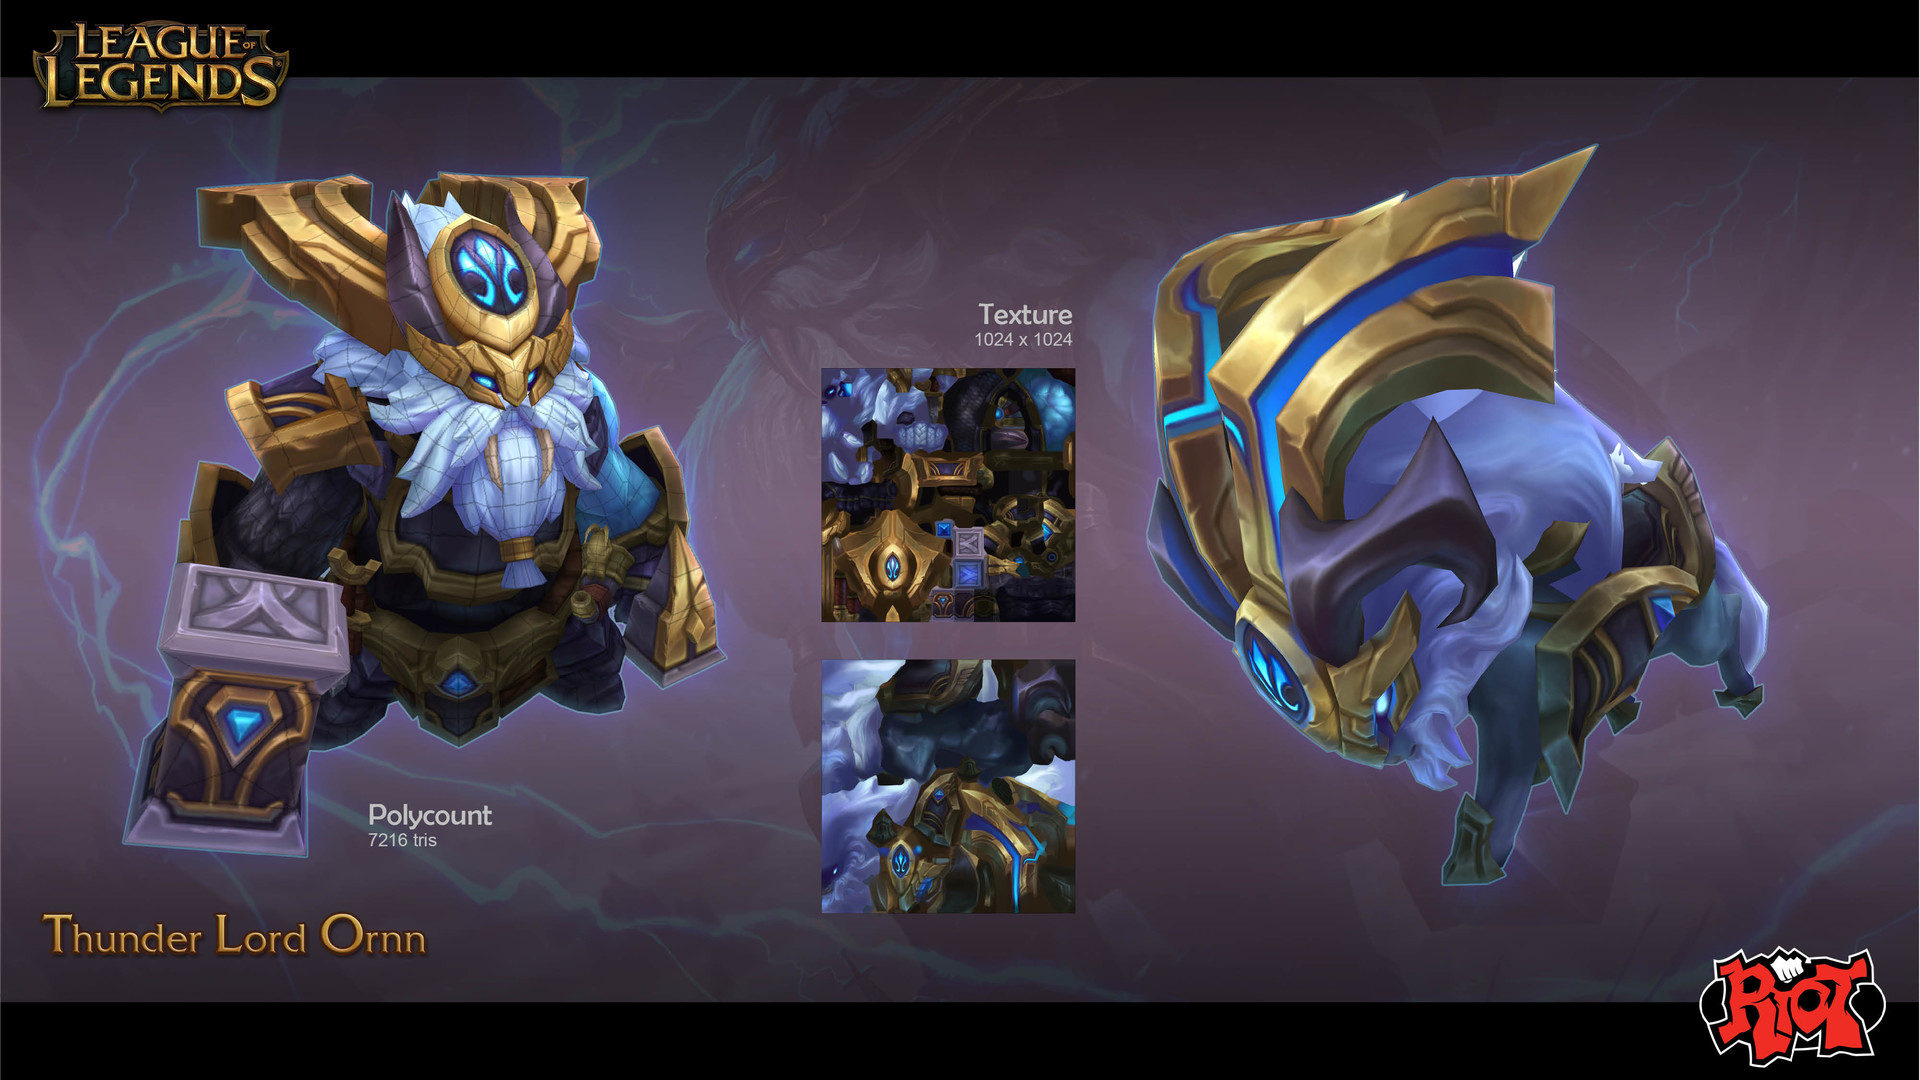 LEAGUE OF
LEGENDS
Texture
1024 x 1024
Polycount
7216 tris
Thunder Lord Ornn
RIOT